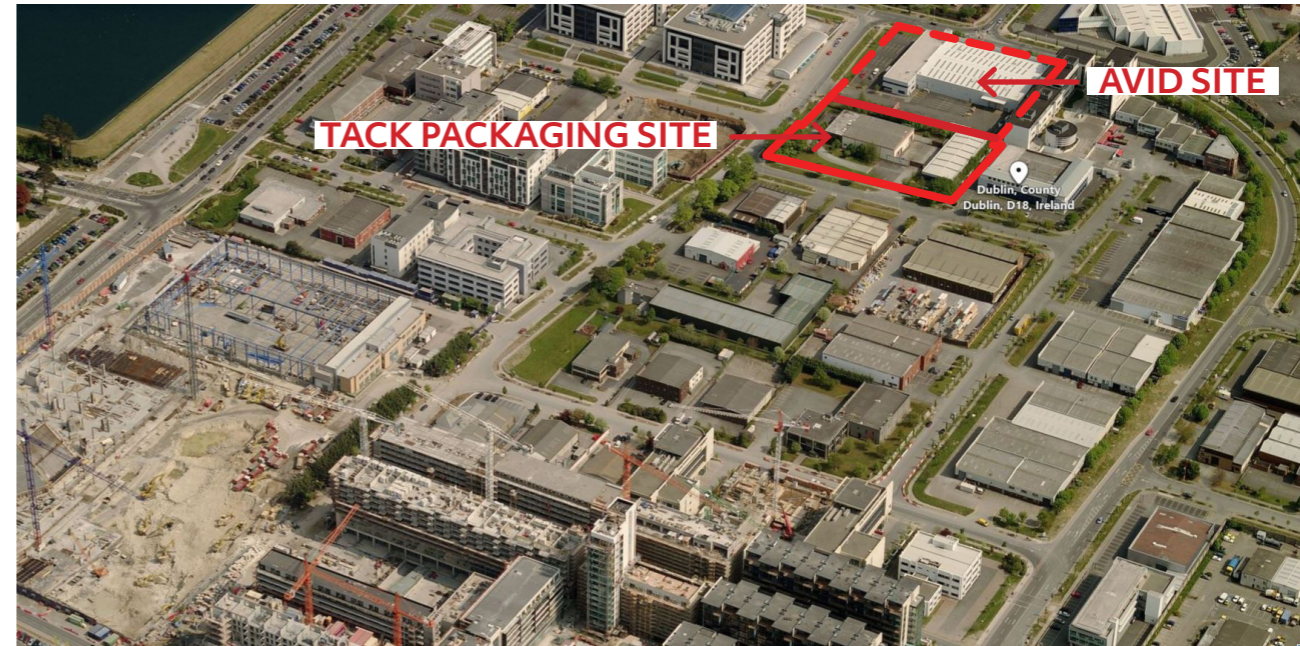 AVID SITE
TACK PACKAGING SITE
Dublin, County
Dublin, D18, Ireland